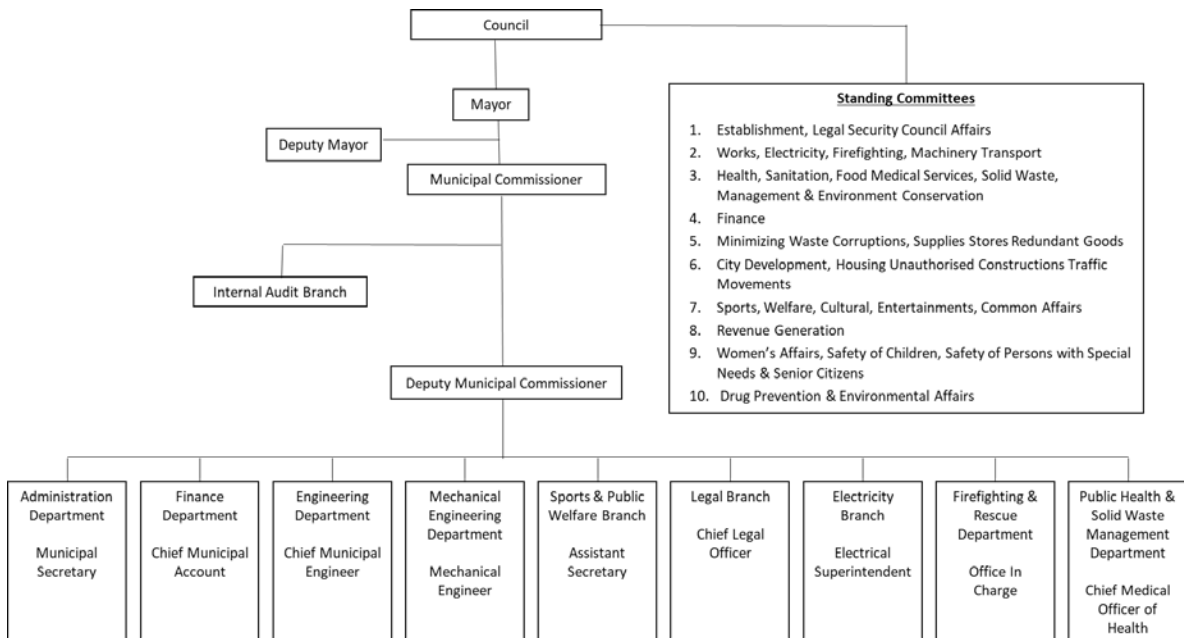 Council
Mayor
Deputy Mayor
Municipal Commissioner
Internal Audit Branch
Deputy Municipal Commissioner
Standing Committees
1. Establishment, Legal Security Council Affairs
2. Works, Electricity, Firefighting, Machinery Transport
3. Health, Sanitation, Food Medical Services, Solid Waste,
Management & Environment Conservation
4. Finance
5. Minimizing Waste Corruptions, Supplies Stores Redundant Goods
6. City Development, Housing Unauthorised Constructions Traffic
Movements
7. Sports, Welfare, Cultural, Entertainments, Common Affairs
8. Revenue Generation
9. Women's Affairs, Safety of Children, Safety of Persons with Special
Needs & Senior Citizens
10. Drug Prevention & Environmental Affairs
Administration
Department
Municipal
Secretary
Finance
Department
Chief Municipal
Account
Engineering
Department
Chief Municipal
Engineer
Mechanical
Engineering
Department
Mechanical
Engineer
Sports & Public
Welfare Branch
Assistant
Secretary
Legal Branch
Chief Legal
Officer
Electricity
Branch
Electrical
Superintendent
Firefighting &
Rescue
Department
Office In
Charge
Public Health &
Solid Waste
Management
Department
Chief Medical
Officer of
Health